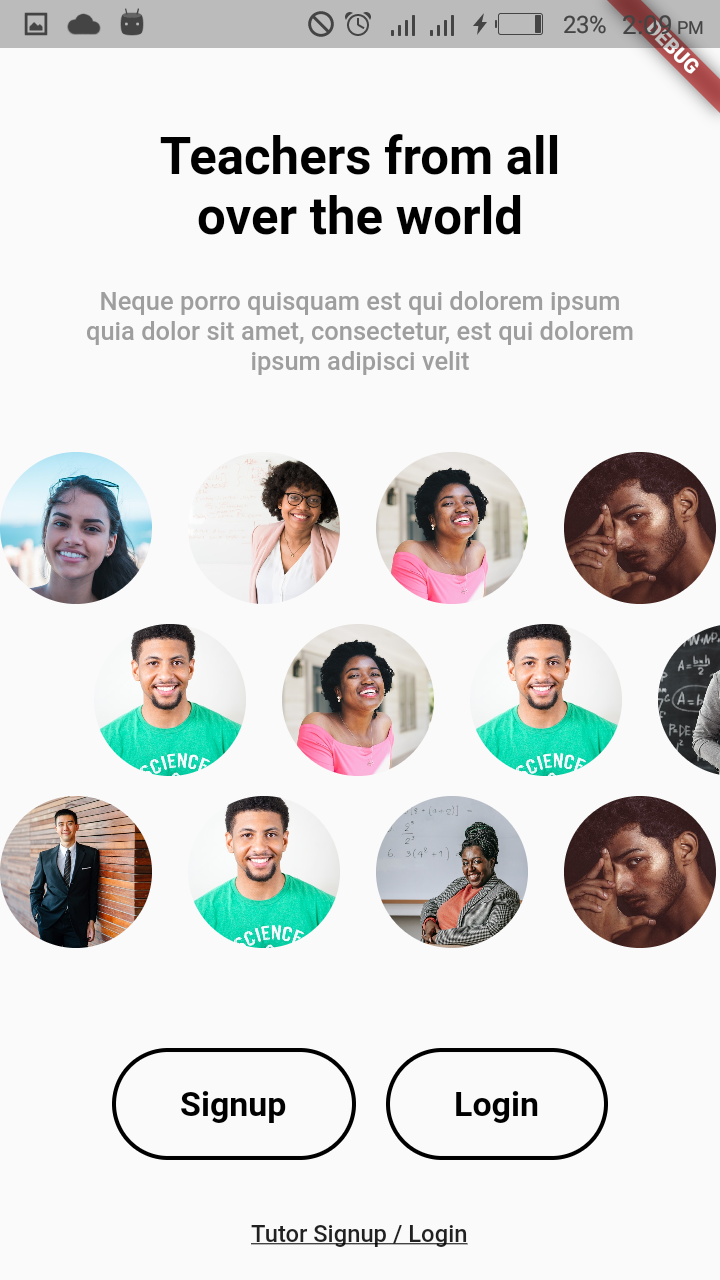 23% 2:09 PM
DEBUG
Teachers from all
over the world
Neque porro quisquam est qui dolorem ipsum
quia dolor sit amet, consectetur, est qui dolorem
ipsum adipisci velit
SCIENCE
SCIENCE
SCIENCE
Signup
Login
Tutor Signup / Login